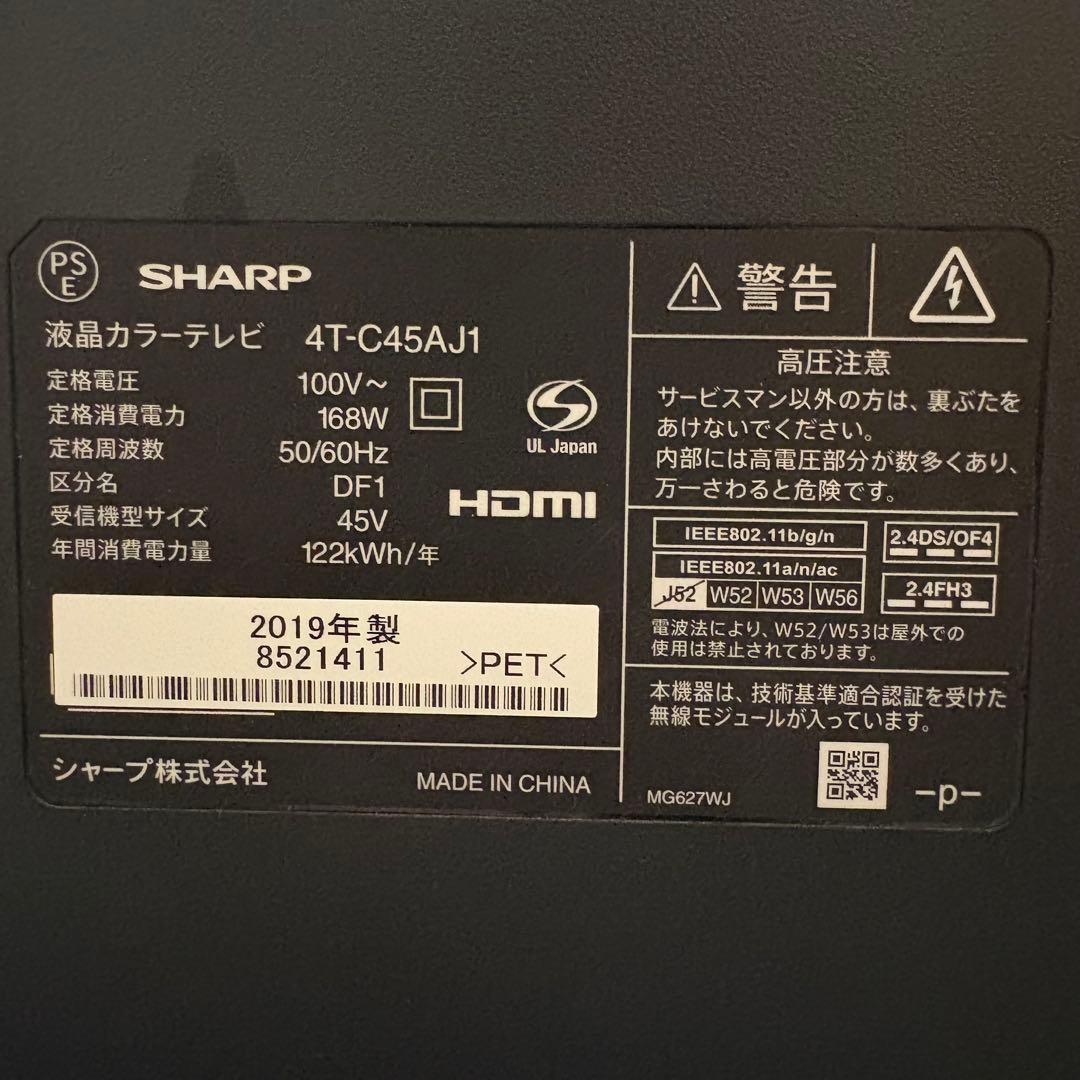 PS
E
SHARP
液晶カラーテレビ 4T-C45AJ1
定格電圧 100V~
定格消費電力 168W
定格周波数 50/60Hz
区分名 DF1
受信機型サイズ 45V
年間消費電力量 122kWh/年
UL Japan
HDMI
2019年製
8521411 >PET<
シャープ株式会社 MADE IN CHINA
警告
高圧注意
サービスマン以外の方は、裏ぶたを
あけないでください。
内部には高電圧部分が数多くあり、
万一さわると危険です。
IEEE802.11b/g/n
IEEE802.11a/n/ac
J52 W52 W53 W56
2.4DS/OF4
2.4FH3
電波法により、W52/W53は屋外での
使用は禁止されております。
本機器は、技術基準適合認証を受けた
無線モジュールが入っています。
MG627WJ -p-